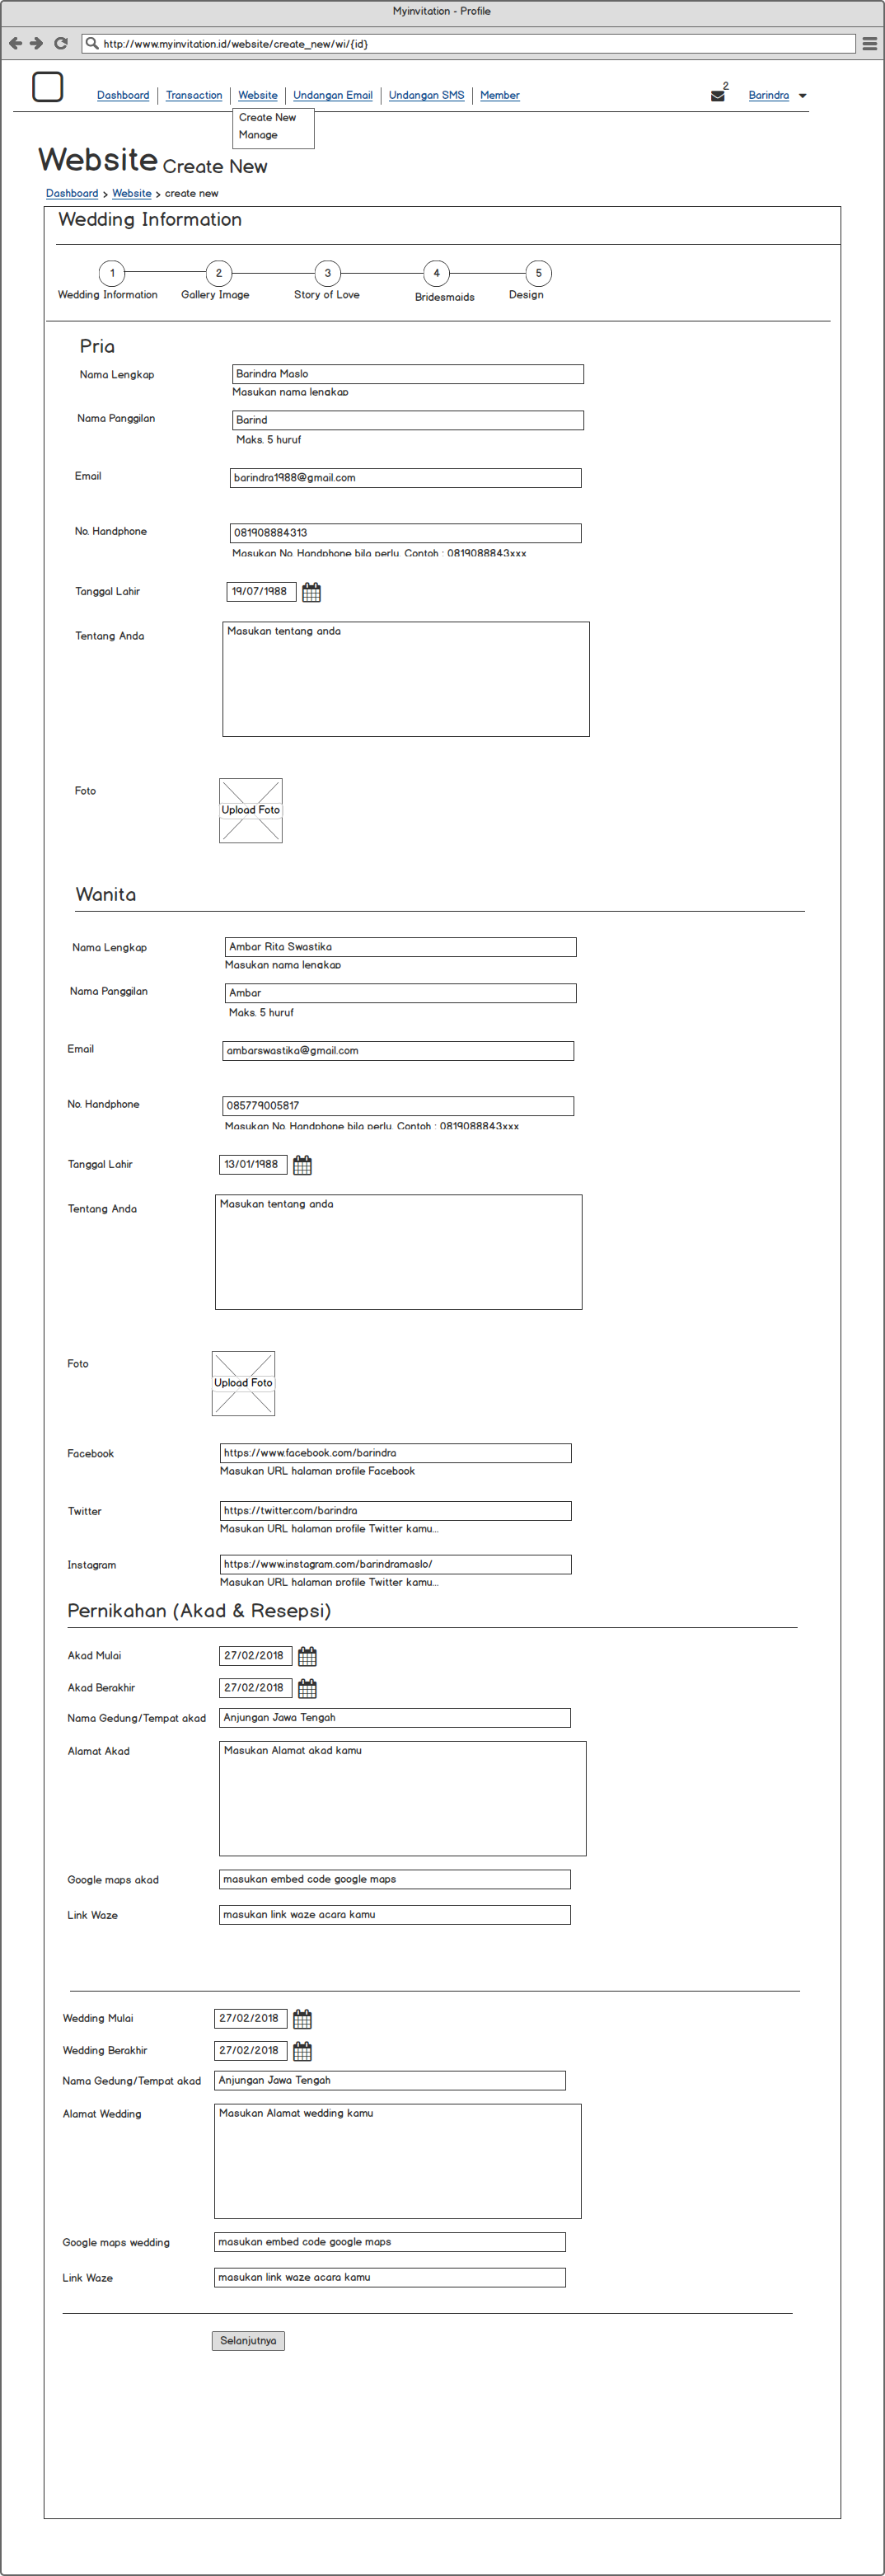 Myinvitation - Profile
http://www.myinvitation.id/website/create_new/wi/{id}
2
Dashboard Transaction Website Undangan Email Undangan SMS Member Barindra
Create New
Manage
Website Create New
Dashboard > Website > create new
Wedding Information
1 2 3 4 5
Wedding Information Gallery Image Story of Love Bridesmaids Design
Pria
Nama Lengkap Barindra Maslo
Masukan nama lengkap
Nama Panggilan Barind
Maks. 5 huruf
Email barindra1988@gmail.com
No. Handphone 081908884313
Masukan No. Handphone bila perlu. Contoh : 0819088843xxx
Tanggal Lahir 19/07/1988
Tentang Anda Masukan tentang anda
Foto Upload Foto
Wanita
Nama Lengkap Ambar Rita Swastika
Masukan nama lengkap
Nama Panggilan Ambar
Maks. 5 huruf
Email ambarswastika@gmail.com
No. Handphone 085779005817
Masukan No. Handphone bila perlu. Contoh : 0819088843xxx
Tanggal Lahir 13/01/1988
Tentang Anda Masukan tentang anda
Foto Upload Foto
Facebook https://www.facebook.com/barindra
Masukan URL halaman profile Facebook
Twitter https://twitter.com/barindra
Masukan URL halaman profile Twitter kamu...
Instagram https://www.instagram.com/barindramaslo/
Masukan URL halaman profile Twitter kamu...
Pernikahan (Akad & Resepsi)
Akad Mulai 27/02/2018
Akad Berakhir 27/02/2018
Nama Gedung/Tempat akad Anjungan Jawa Tengah
Alamat Akad Masukan Alamat akad kamu
Google maps akad masukan embed code google maps
Link Waze masukan link waze acara kamu
Wedding Mulai 27/02/2018
Wedding Berakhir 27/02/2018
Nama Gedung/Tempat akad Anjungan Jawa Tengah
Alamat Wedding Masukan Alamat wedding kamu
Google maps wedding masukan embed code google maps
Link Waze masukan link waze acara kamu
Selanjutnya